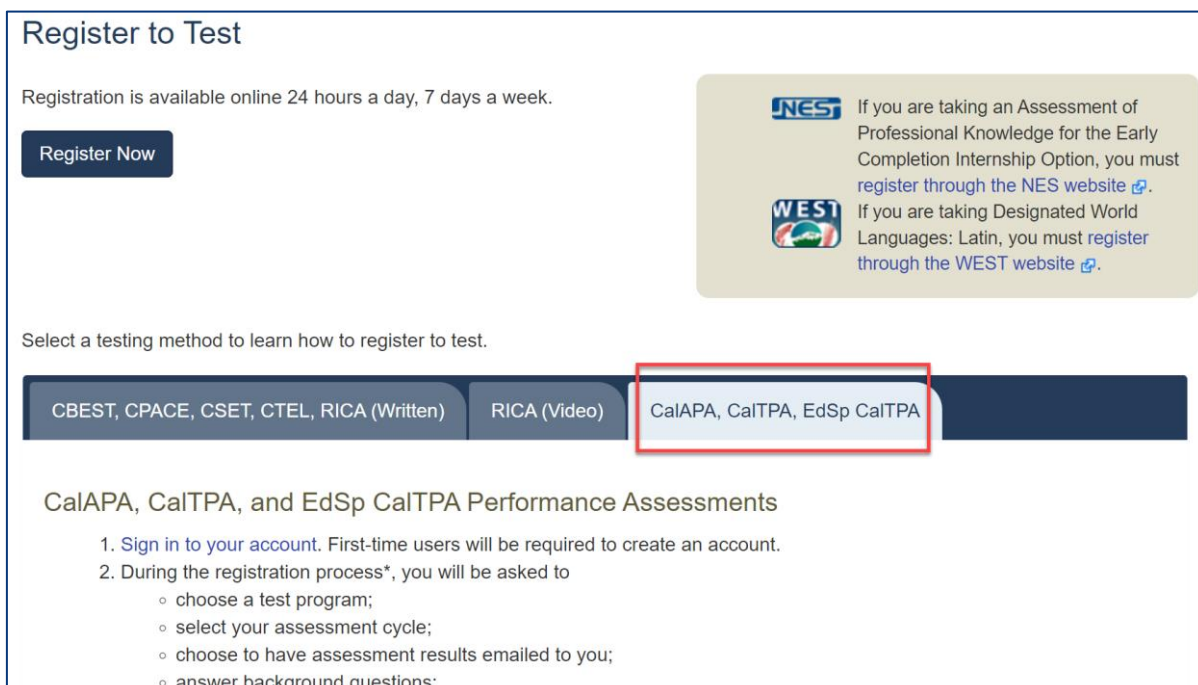 Register to Test
Registration is available online 24 hours a day, 7 days a week.
Register Now
NES
If you are taking an Assessment of
Professional Knowledge for the Early
Completion Internship Option, you must
register through the NES website.
WEST
If you are taking Designated World
Languages: Latin, you must register
through the WEST website.
Select a testing method to learn how to register to test.
CBEST, CPACE, CSET, CTEL, RICA (Written)
RICA (Video)
CalAPA, CalTPA, EdSp CalTPA
CalAPA, CalTPA, and EdSp CalTPA Performance Assessments
1. Sign in to your account. First-time users will be required to create an account.
2. During the registration process*, you will be asked to
◦ choose a test program;
◦ select your assessment cycle;
◦ choose to have assessment results emailed to you;
◦ answer background questions;